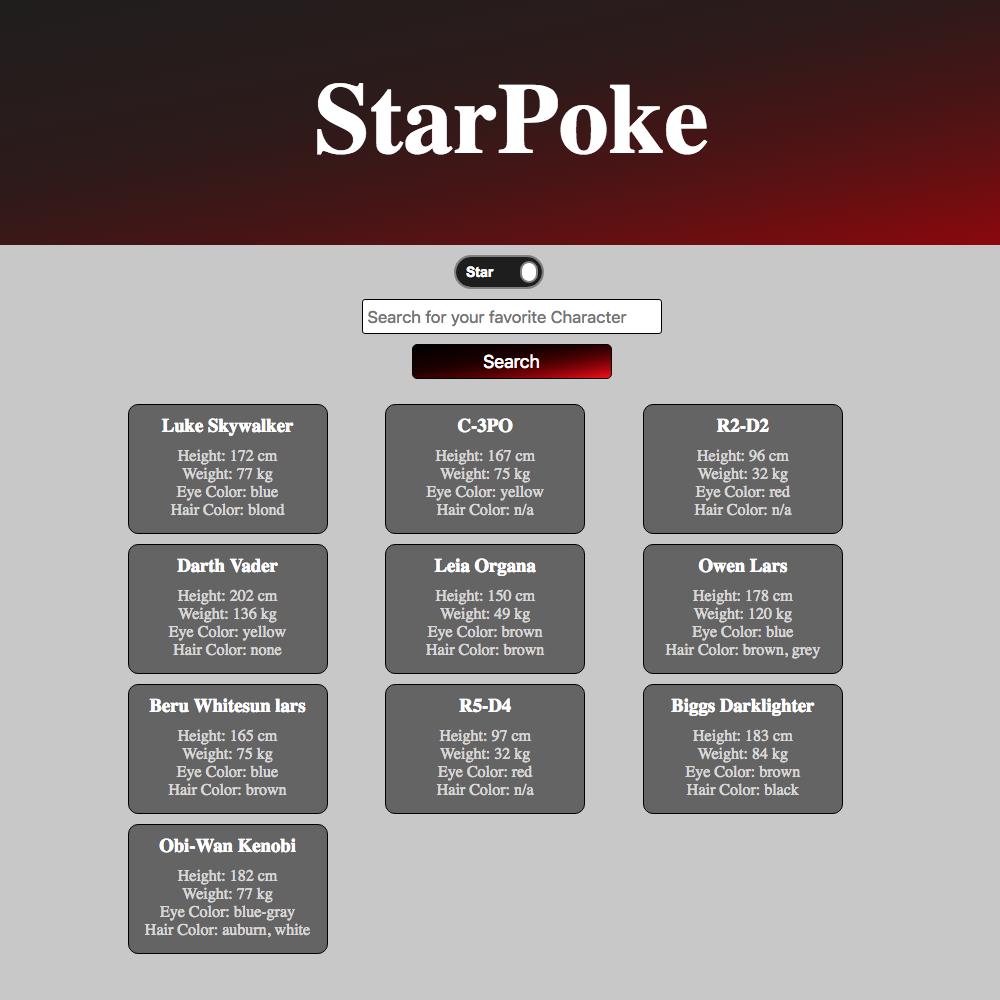 StarPoke
Star
Search for your favorite Character
Search
Luke Skywalker
Height: 172 cm
Weight: 77 kg
Eye Color: blue
Hair Color: blond
C-3PO
Height: 167 cm
Weight: 75 kg
Eye Color: yellow
Hair Color: n/a
R2-D2
Height: 96 cm
Weight: 32 kg
Eye Color: red
Hair Color: n/a
Darth Vader
Height: 202 cm
Weight: 136 kg
Eye Color: yellow
Hair Color: none
Leia Organa
Height: 150 cm
Weight: 49 kg
Eye Color: brown
Hair Color: brown
Owen Lars
Height: 178 cm
Weight: 120 kg
Eye Color: blue
Hair Color: brown, grey
Beru Whitesun lars
Height: 165 cm
Weight: 75 kg
Eye Color: blue
Hair Color: brown
R5-D4
Height: 97 cm
Weight: 32 kg
Eye Color: red
Hair Color: n/a
Biggs Darklighter
Height: 183 cm
Weight: 84 kg
Eye Color: brown
Hair Color: black
Obi-Wan Kenobi
Height: 182 cm
Weight: 77 kg
Eye Color: blue-gray
Hair Color: auburn, white